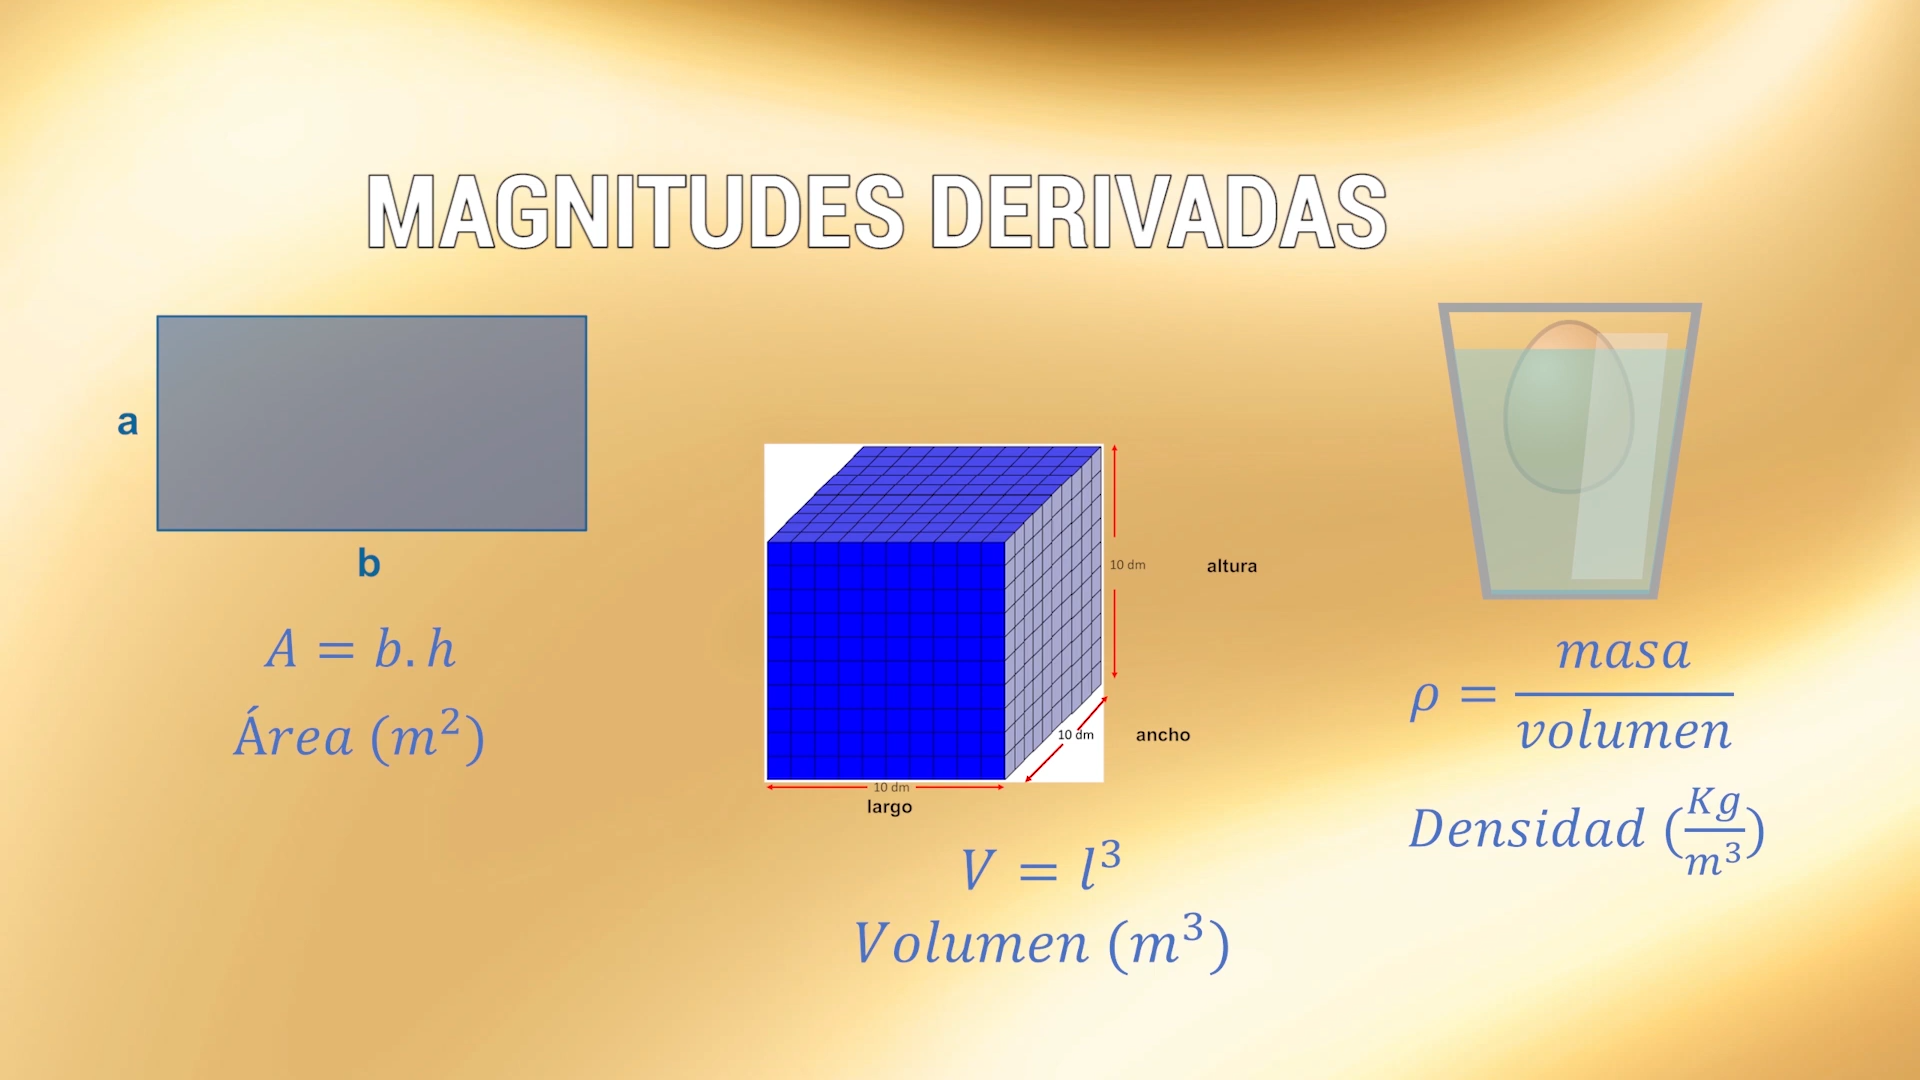 MAGNITUDES DERIVADAS
a
b
A = b.h
Área (m²)
10 dm
altura
10 dm
ancho
10 dm
largo
V = l³
Volumen (m³)
ρ = masa / volumen
Densidad (Kg / m³)